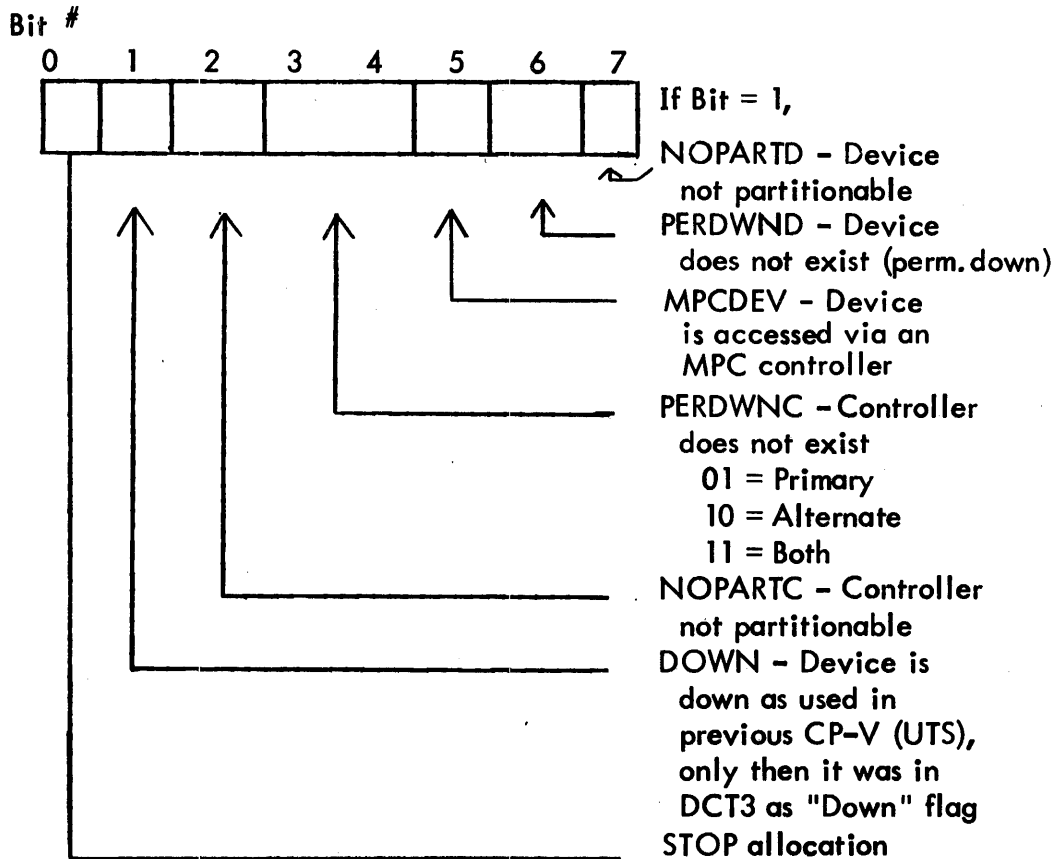 Bit #
0 1 2 3 4 5 6 7
If Bit = 1,
NOPARTD - Device
not partitionable
PERDWND - Device
does not exist (perm.down)
MPCDEV - Device
is accessed via an
MPC controller
PERDWNC - Controller
does not exist
01 = Primary
10 = Alternate
11 = Both
NOPARTC - Controller
not partitionable
DOWN - Device is
down as used in
previous CP-V (UTS),
only then it was in
DCT3 as "Down" flag
STOP allocation